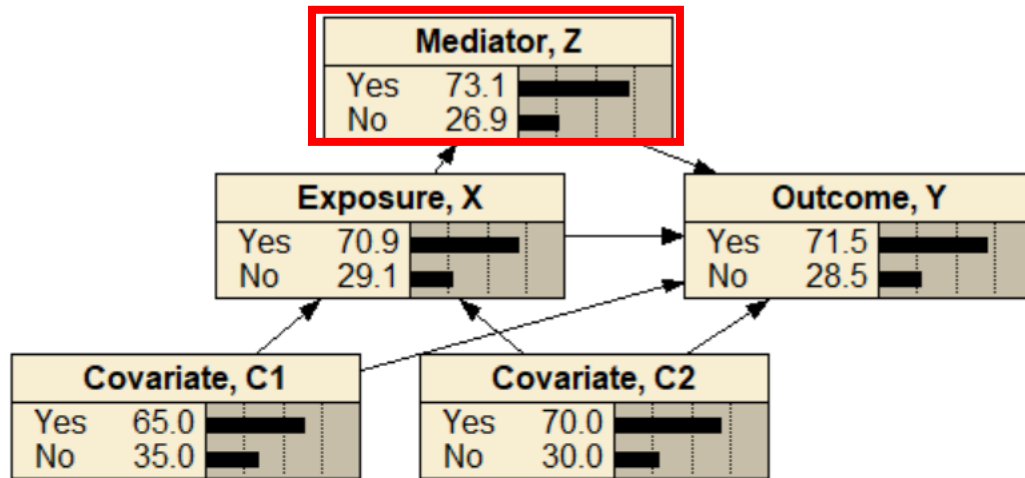 Mediator, Z
Yes 73.1
No 26.9
Exposure, X
Yes 70.9
No 29.1
Outcome, Y
Yes 71.5
No 28.5
Covariate, C1
Yes 65.0
No 35.0
Covariate, C2
Yes 70.0
No 30.0